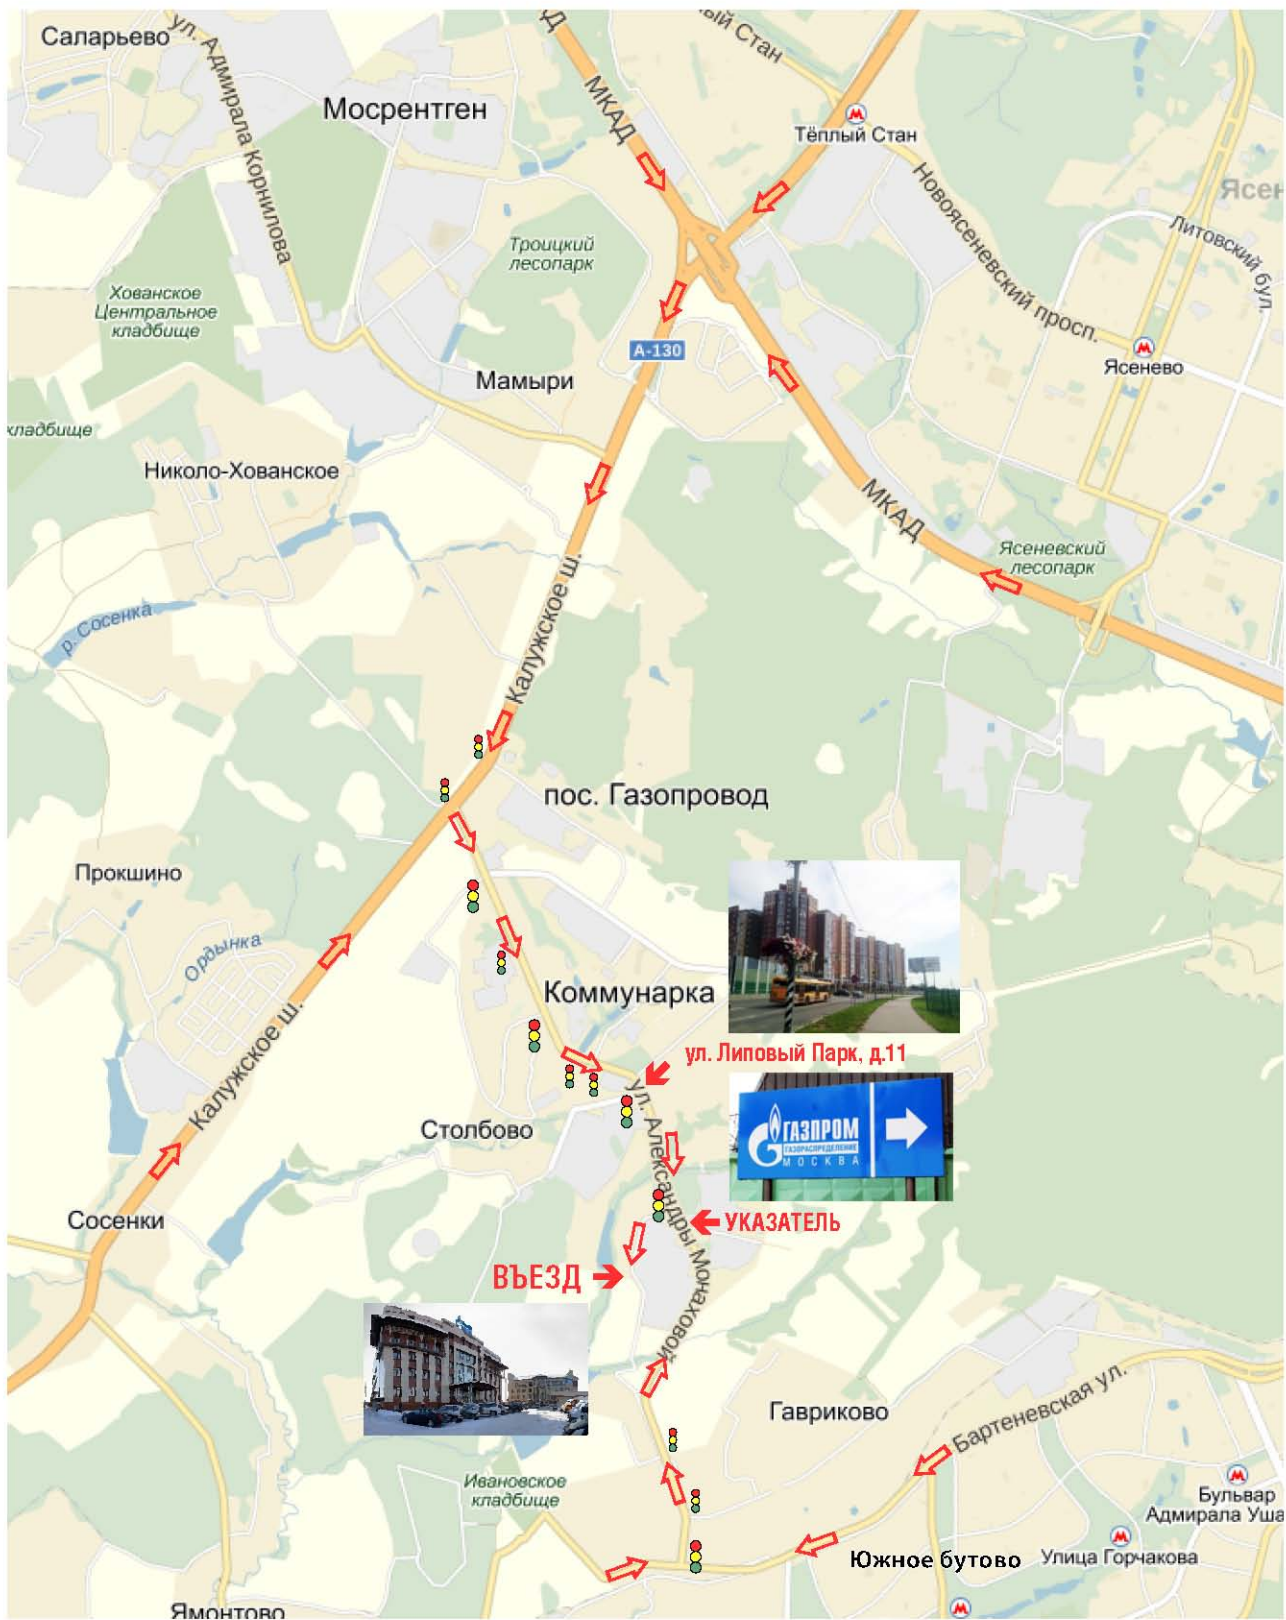 Саларьево
ул. Адмирала Корнилова
Мосрентген
МКАД
Тёплый Стан
Новоясеневский просп.
Ясен
Литовский бул.
Троицкий
лесопарк
Хованское
Центральное
кладбище
А-130
Мамыри
Ясенево
кладбище
Николо-Хованское
МКАД
Ясеневский
лесопарк
р. Сосенка
Калужское ш.
пос. Газопровод
Прокшино
Ордынка
Коммунарка
Калужское ш.
ул. Липовый Парк, д.11
ул. Александры Монаховой
Столбово
ГАЗПРОМ
ГАЗОРАСПРЕДЕЛЕНИЕ
МОСКВА
Сосенки
УКАЗАТЕЛЬ
ВЪЕЗД
Гавриково
Бартеневская ул.
Ивановское
кладбище
Бульвар
Адмирала Уша
Южное бутово
Улица Горчакова
Ямонтово